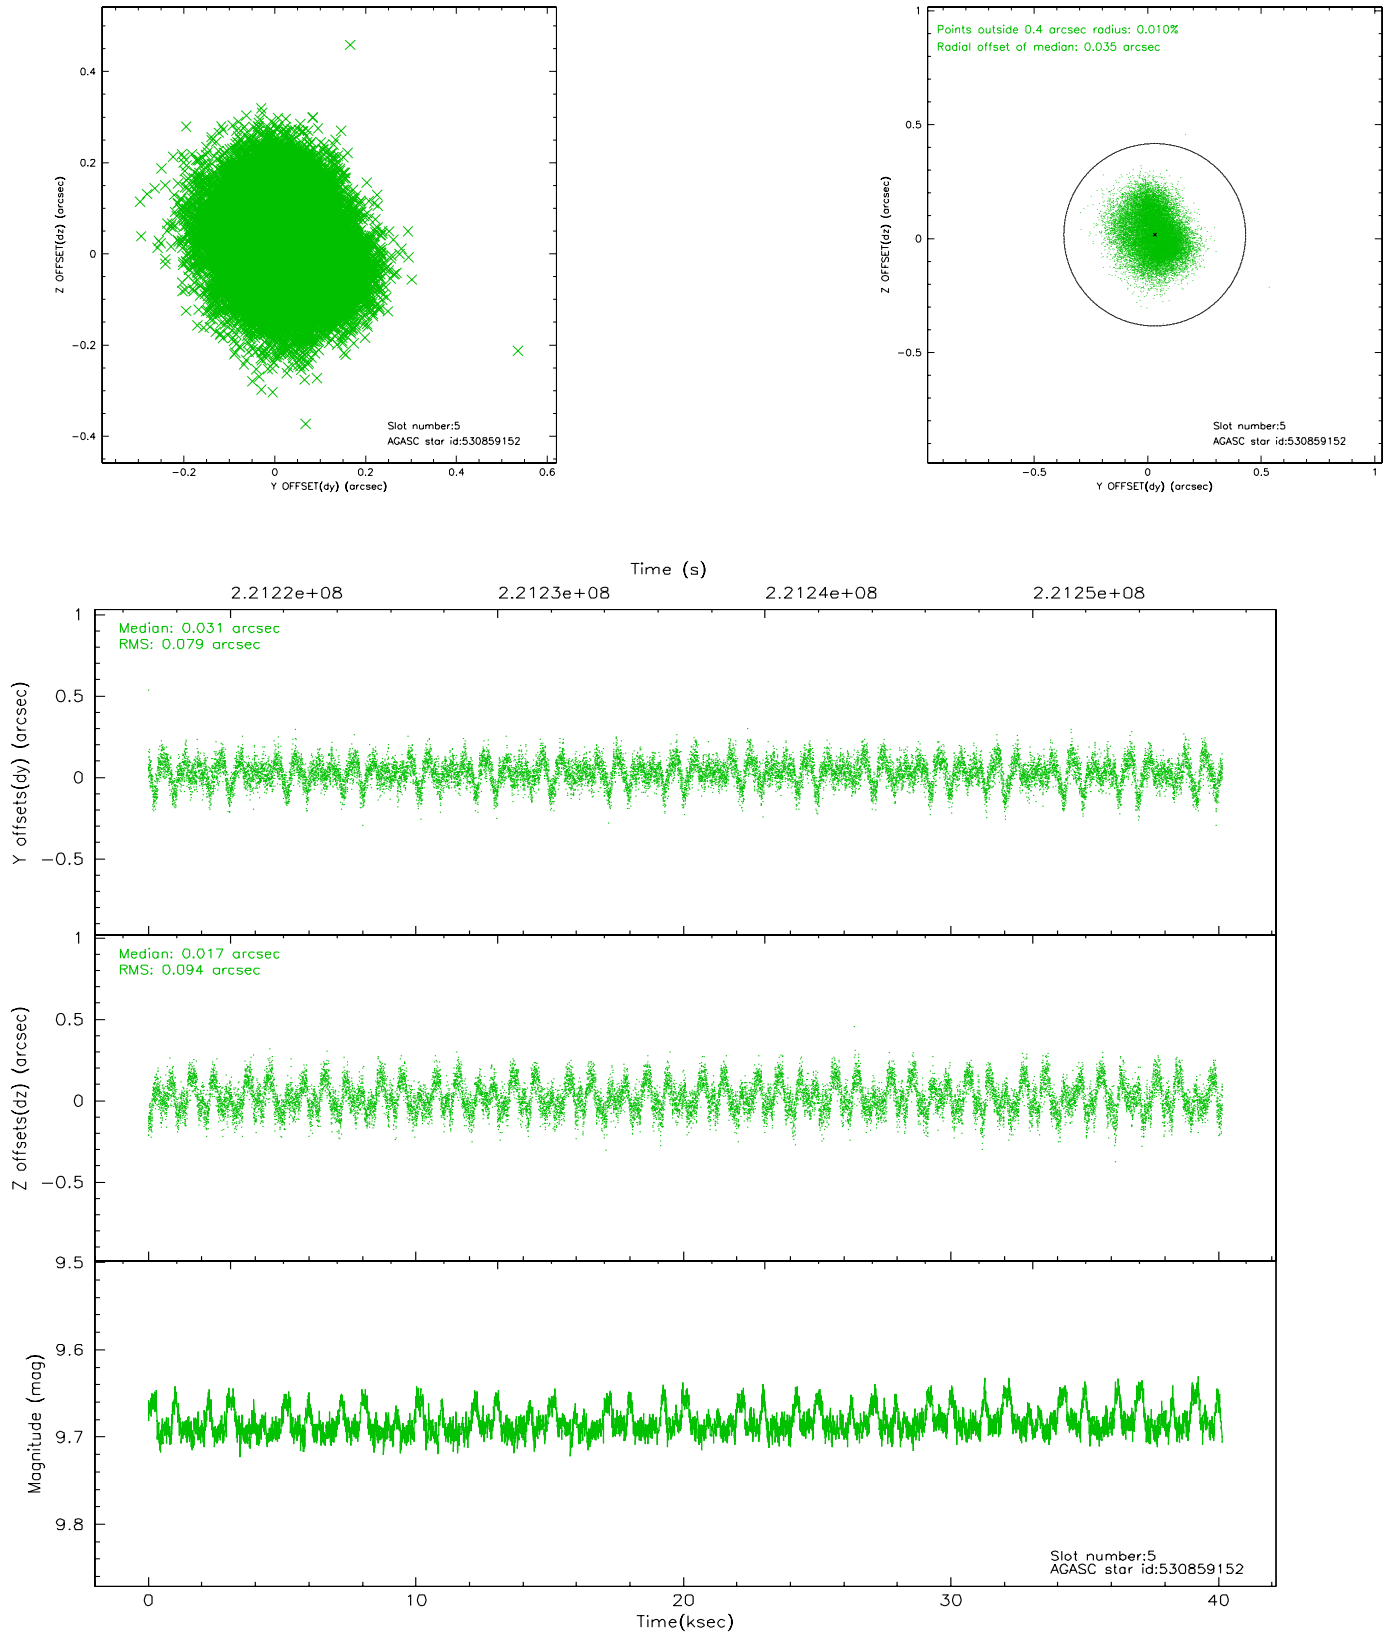 0.4
0.2
0
−0.2
−0.4
Z OFFSET(dz) (arcsec)
Slot number:5
AGASC star id:530859152
−0.2
0
0.2
0.4
0.6
Y OFFSET(dy) (arcsec)
1
0.5
0
−0.5
Z OFFSET(dz) (arcsec)
Points outside 0.4 arcsec radius: 0.010%
Radial offset of median: 0.035 arcsec
Slot number:5
AGASC star id:530859152
−0.5
0
0.5
1
Y OFFSET(dy) (arcsec)
Time (s)
2.2122e+08
2.2123e+08
2.2124e+08
2.2125e+08
1
0.5
0
−0.5
Y offsets(dy) (arcsec)
Median: 0.031 arcsec
RMS: 0.079 arcsec
1
0.5
0
−0.5
Z offsets(dz) (arcsec)
Median: 0.017 arcsec
RMS: 0.094 arcsec
9.5
9.6
9.7
9.8
Magnitude (mag)
Slot number:5
AGASC star id:530859152
0
10
20
30
40
Time(ksec)